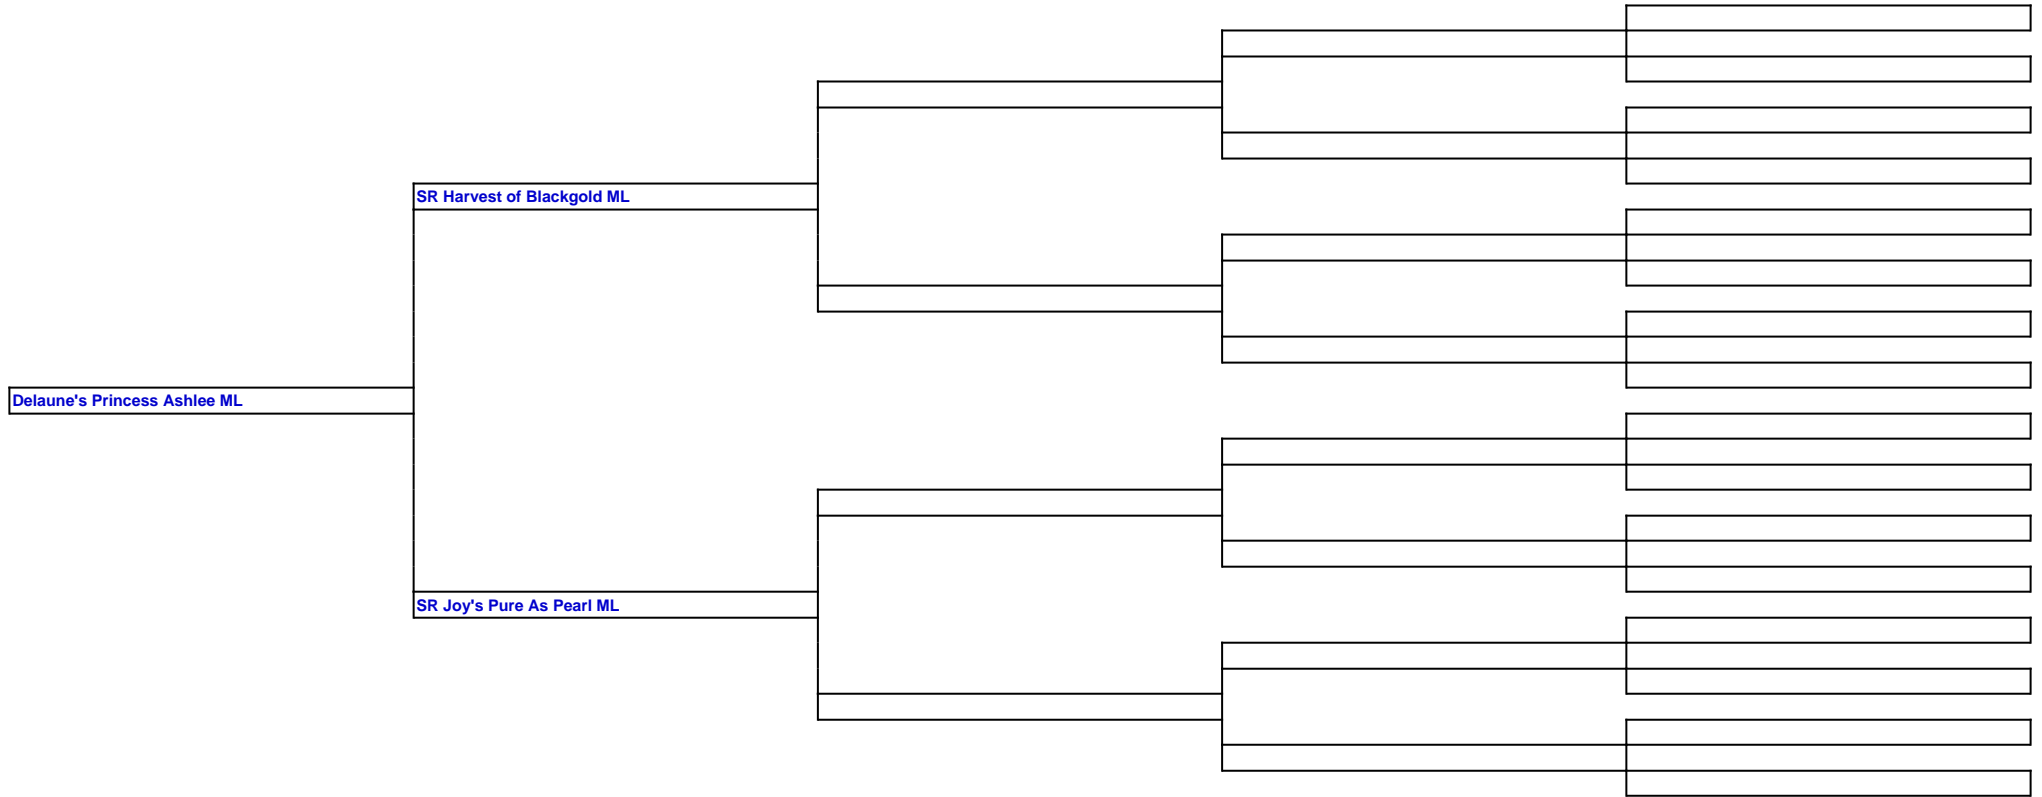 SR Harvest of Blackgold ML
Delaune's Princess Ashlee ML
SR Joy's Pure As Pearl ML